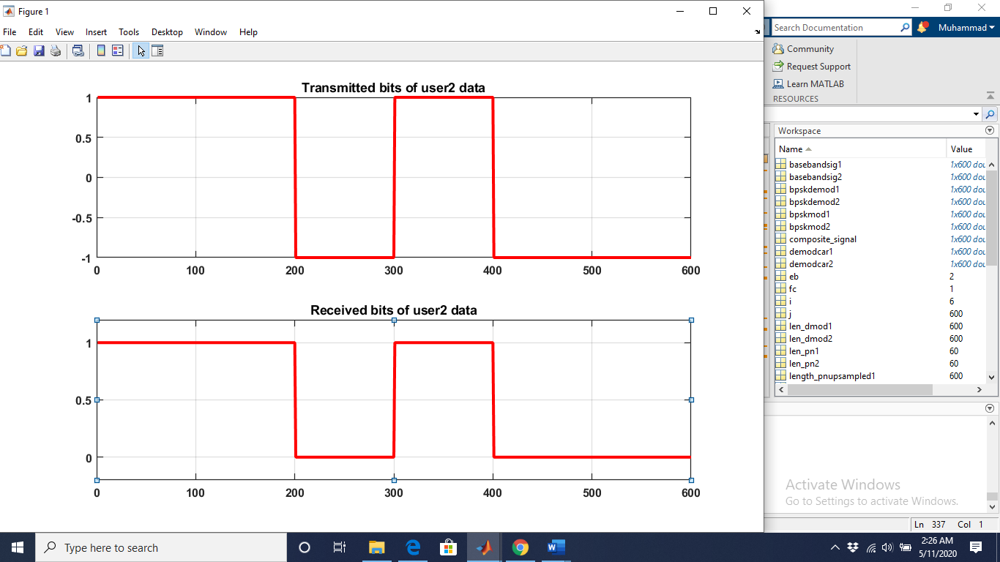 Figure 1
File Edit View Insert Tools Desktop Window Help
Transmitted bits of user2 data
1
0.5
0
-0.5
-1
0 100 200 300 400 500 600
Received bits of user2 data
1
0.5
0
0 100 200 300 400 500 600
Search Documentation
Muhammad
Community
Request Support
Learn MATLAB
RESOURCES
Workspace
Name Value
basebandsig1 1x600 dou
basebandsig2 1x600 dou
bpskdemod1 1x600 dou
bpskdemod2 1x600 dou
bpskmod1 1x600 dou
bpskmod2 1x600 dou
composite_signal 1x600 dou
demodcar1 1x600 dou
demodcar2 1x600 dou
eb 2
fc 1
i 6
j 600
len_dmod1 600
len_dmod2 600
len_pn1 60
len_pn2 60
length_pnupsampled1 600
Activate Windows
Go to Settings to activate Windows.
Ln 337 Col 1
Type here to search
2:26 AM
5/11/2020